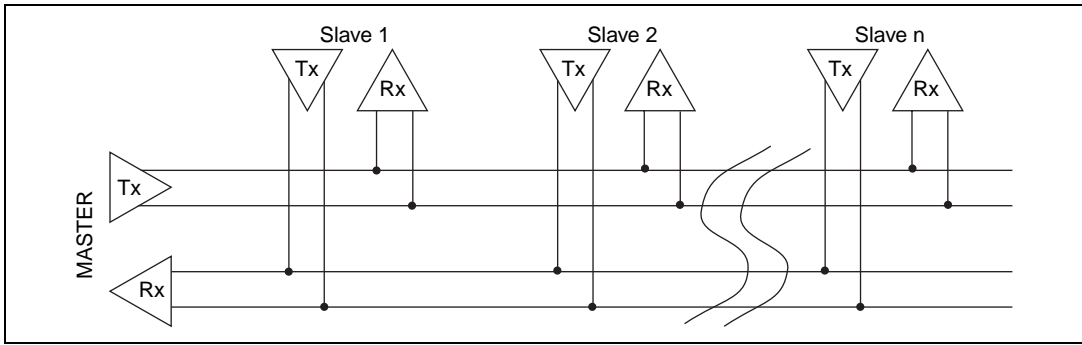 Slave 1
Slave 2
Slave n
Tx
Rx
Tx
Rx
Tx
Rx
MASTER
Tx
Rx